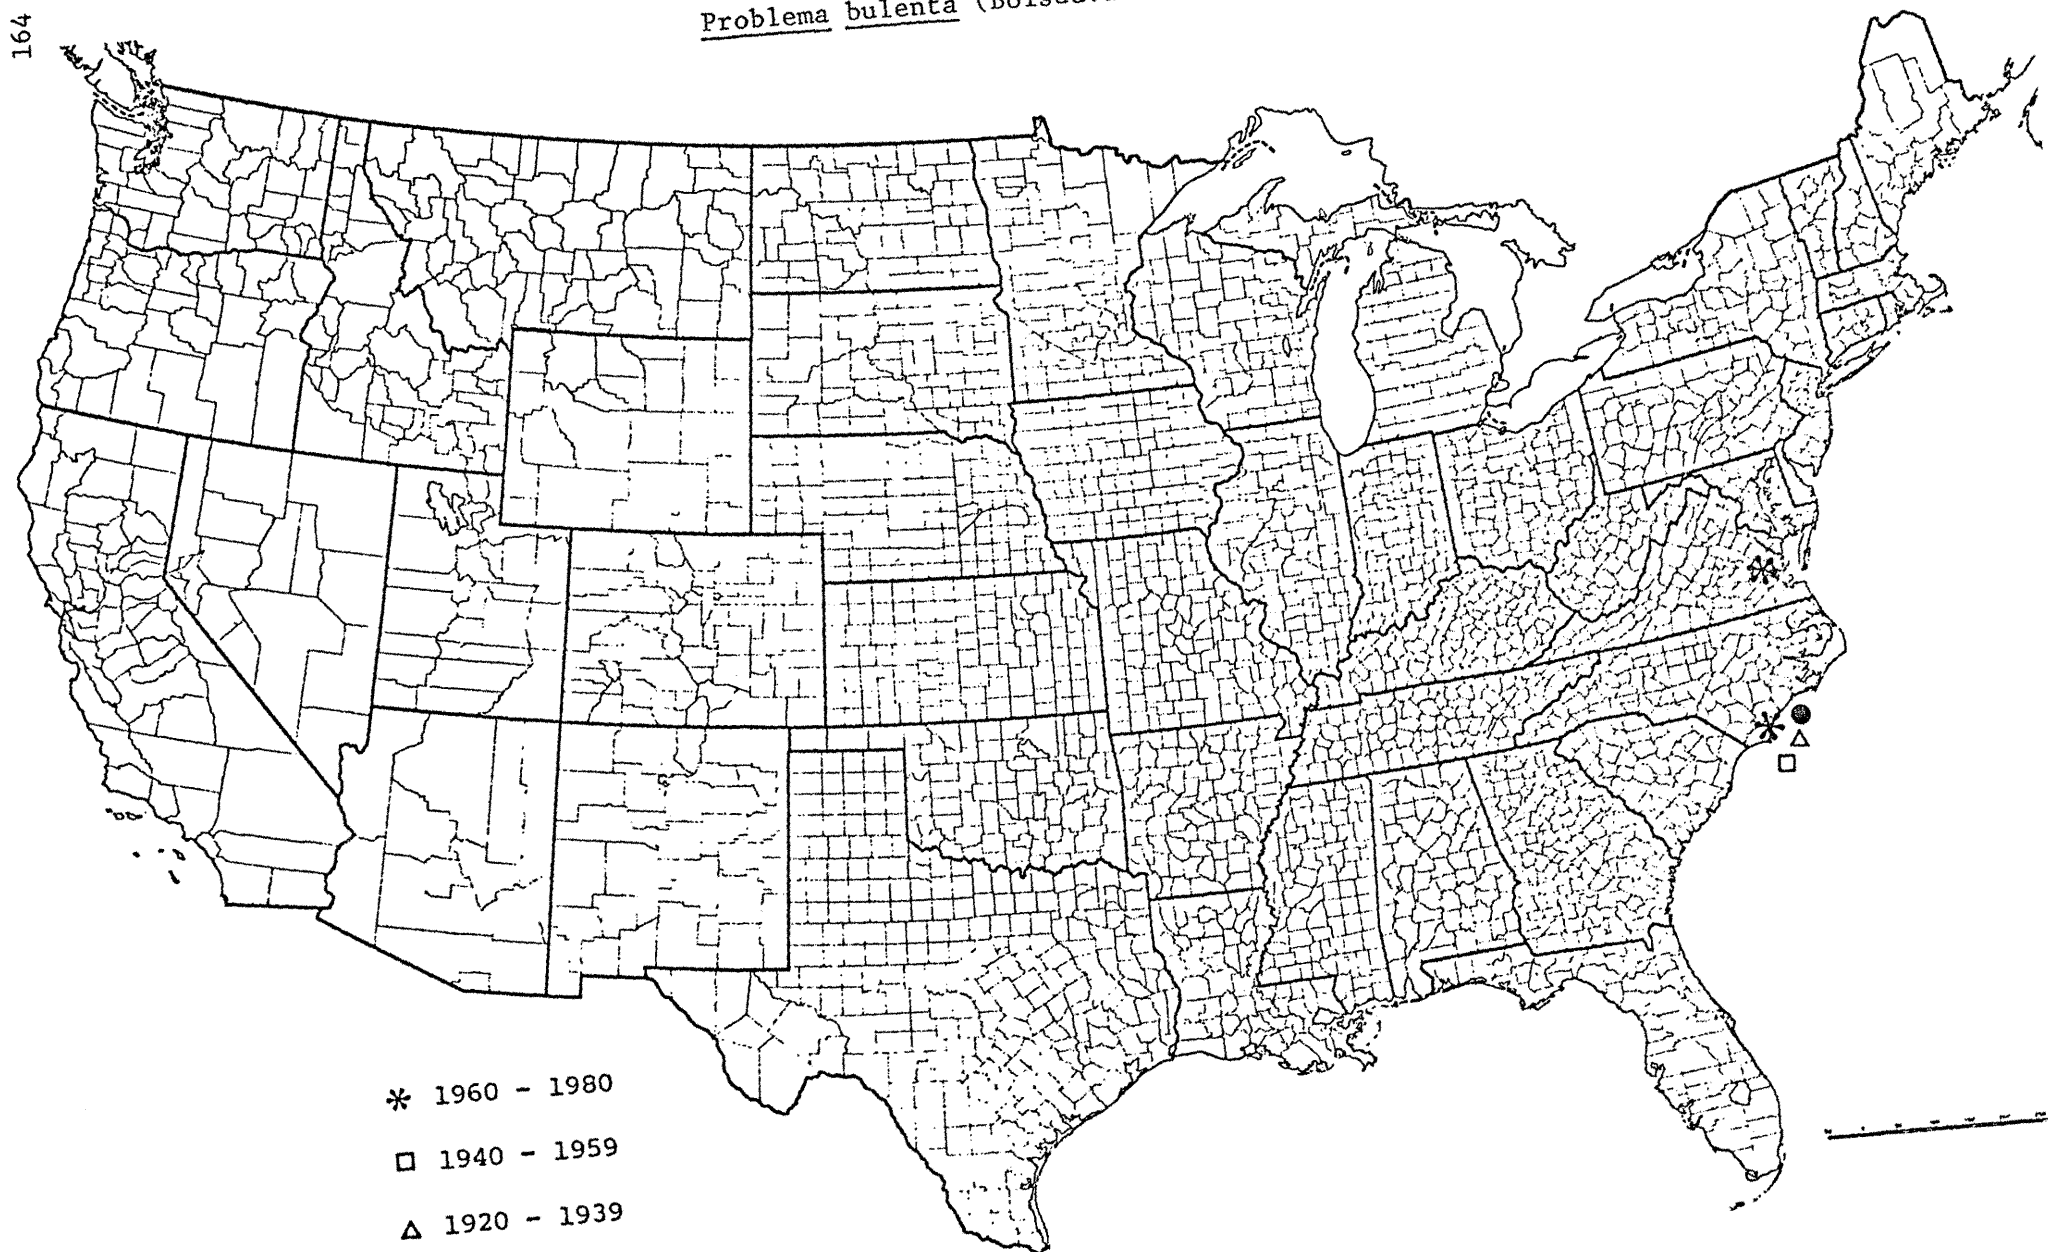 164
Problema bulenta
* 1960 - 1980
□ 1940 - 1959
△ 1920 - 1939